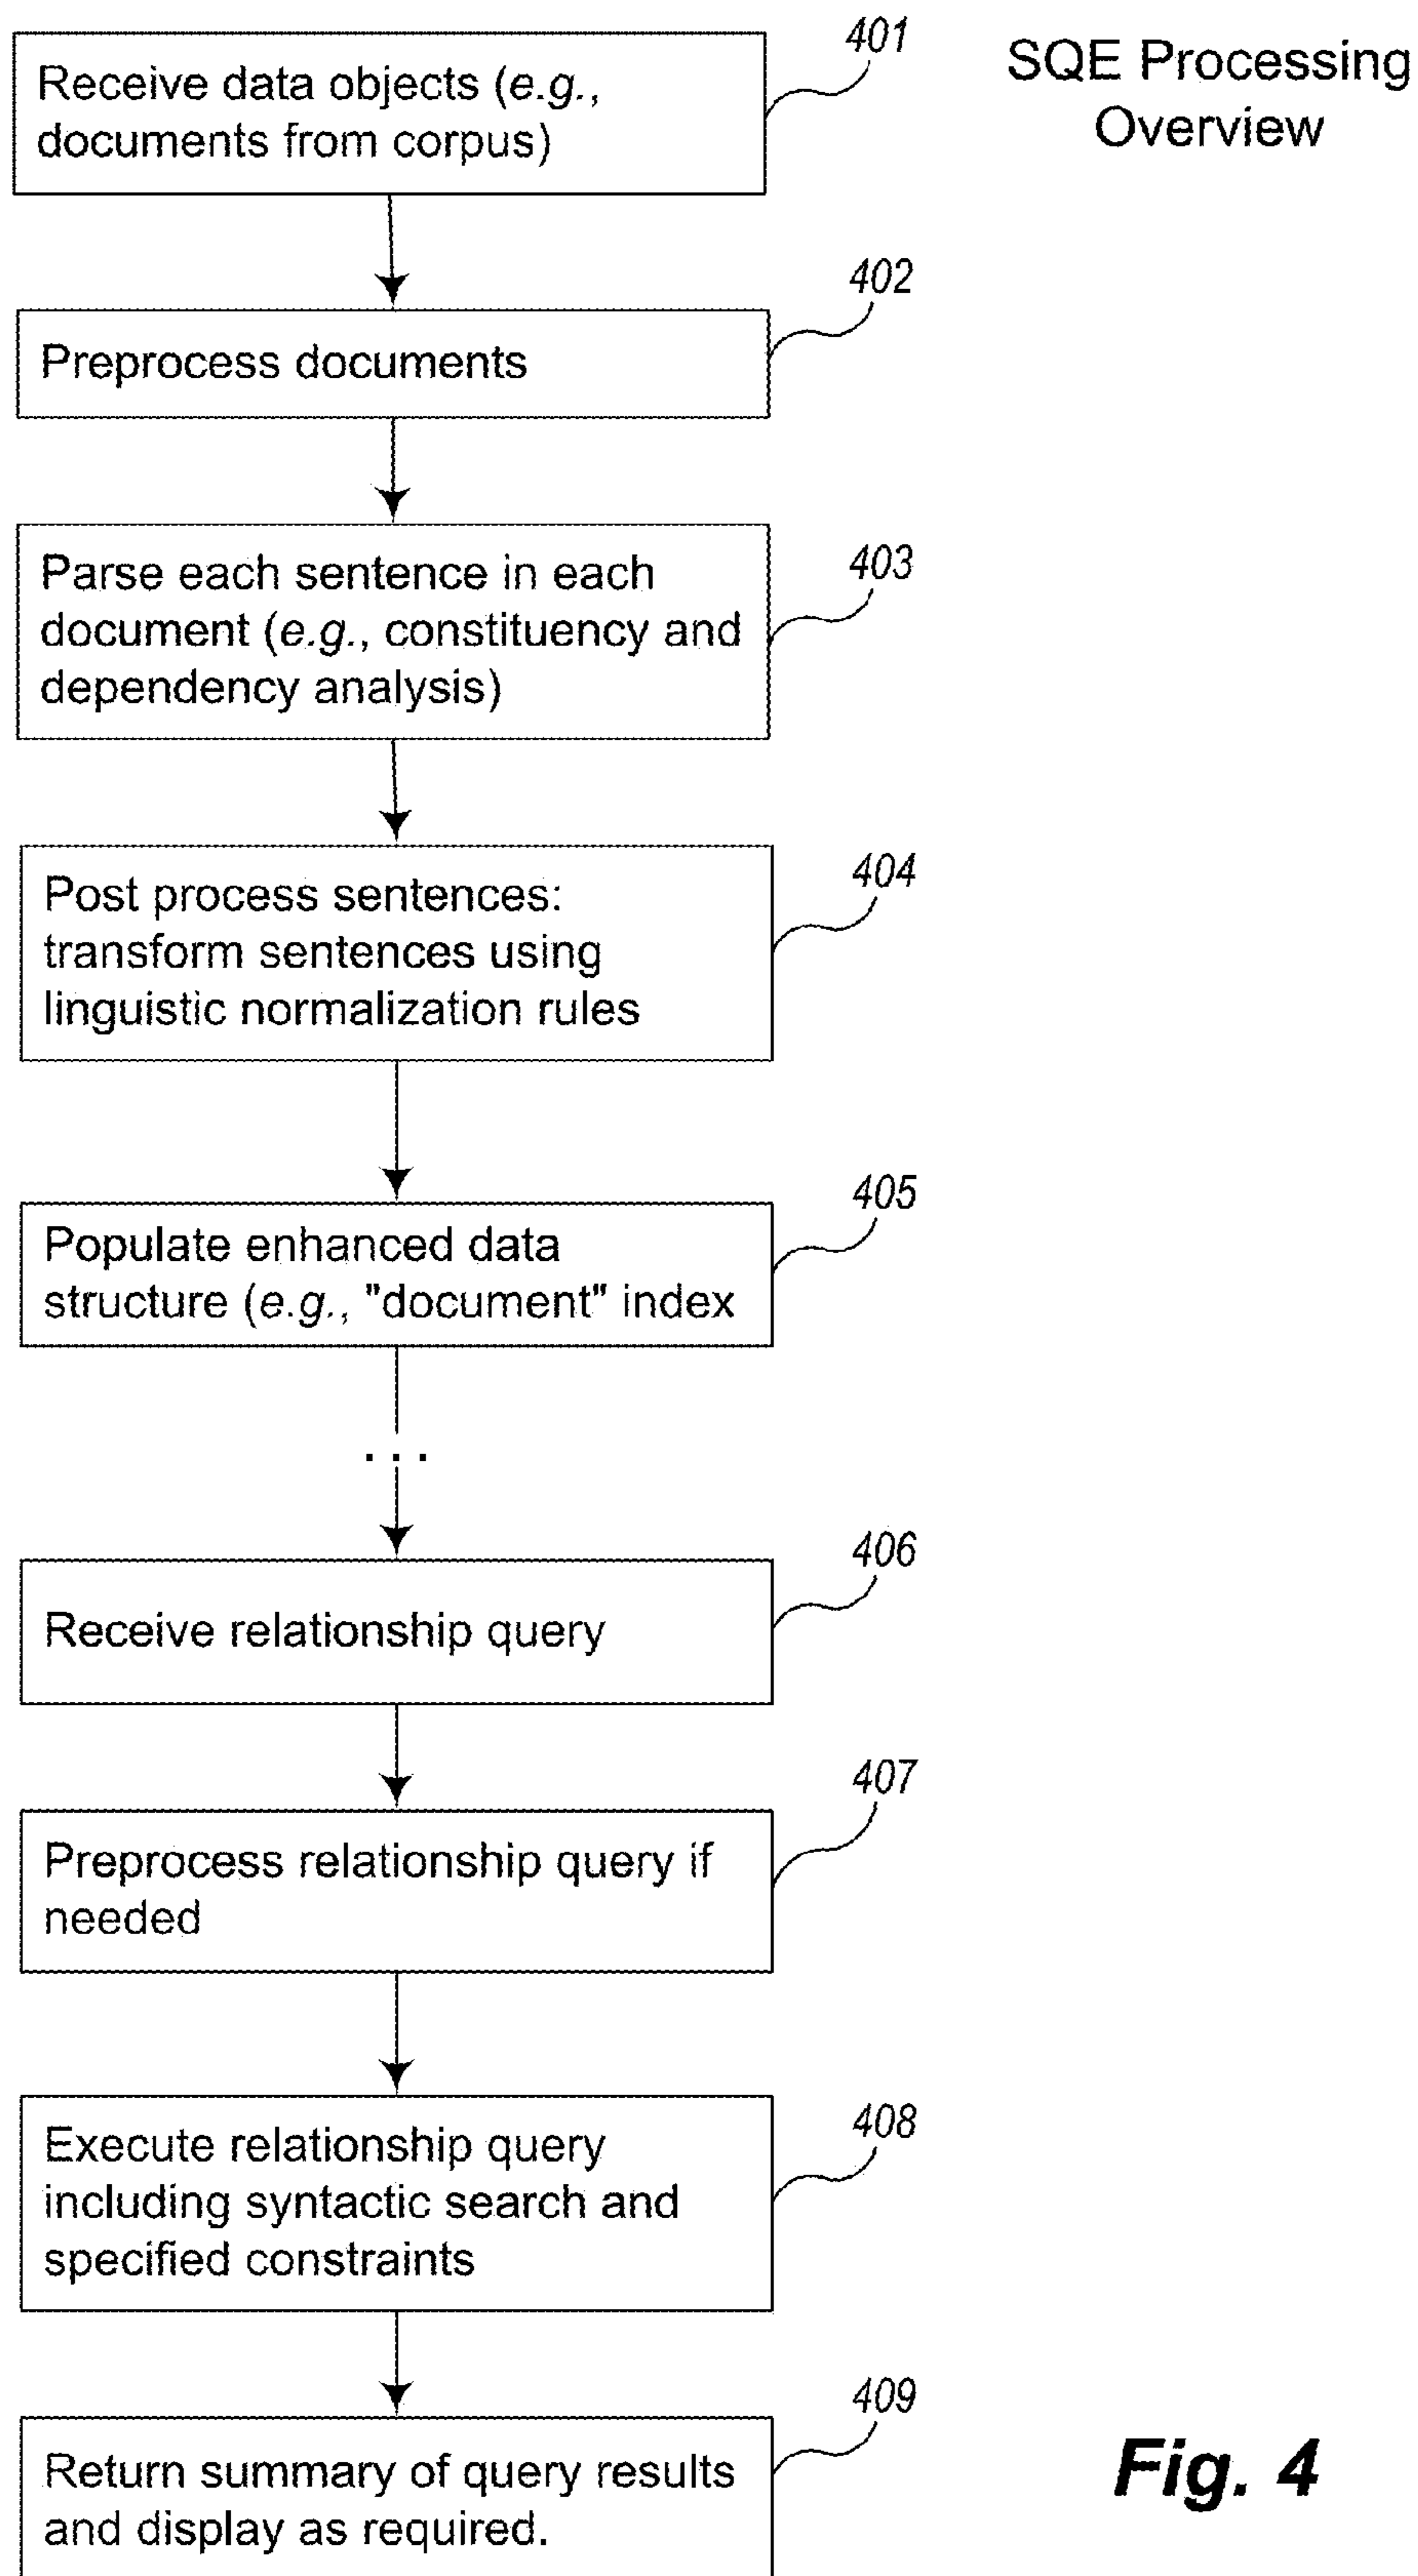 SQE Processing
Overview
401
Receive data objects (e.g.,
documents from corpus)
402
Preprocess documents
403
Parse each sentence in each
document (e.g., constituency and
dependency analysis)
404
Post process sentences:
transform sentences using
linguistic normalization rules
405
Populate enhanced data
structure (e.g., "document" index
...
406
Receive relationship query
407
Preprocess relationship query if
needed
408
Execute relationship query
including syntactic search and
specified constraints
409
Return summary of query results
and display as required.
Fig. 4